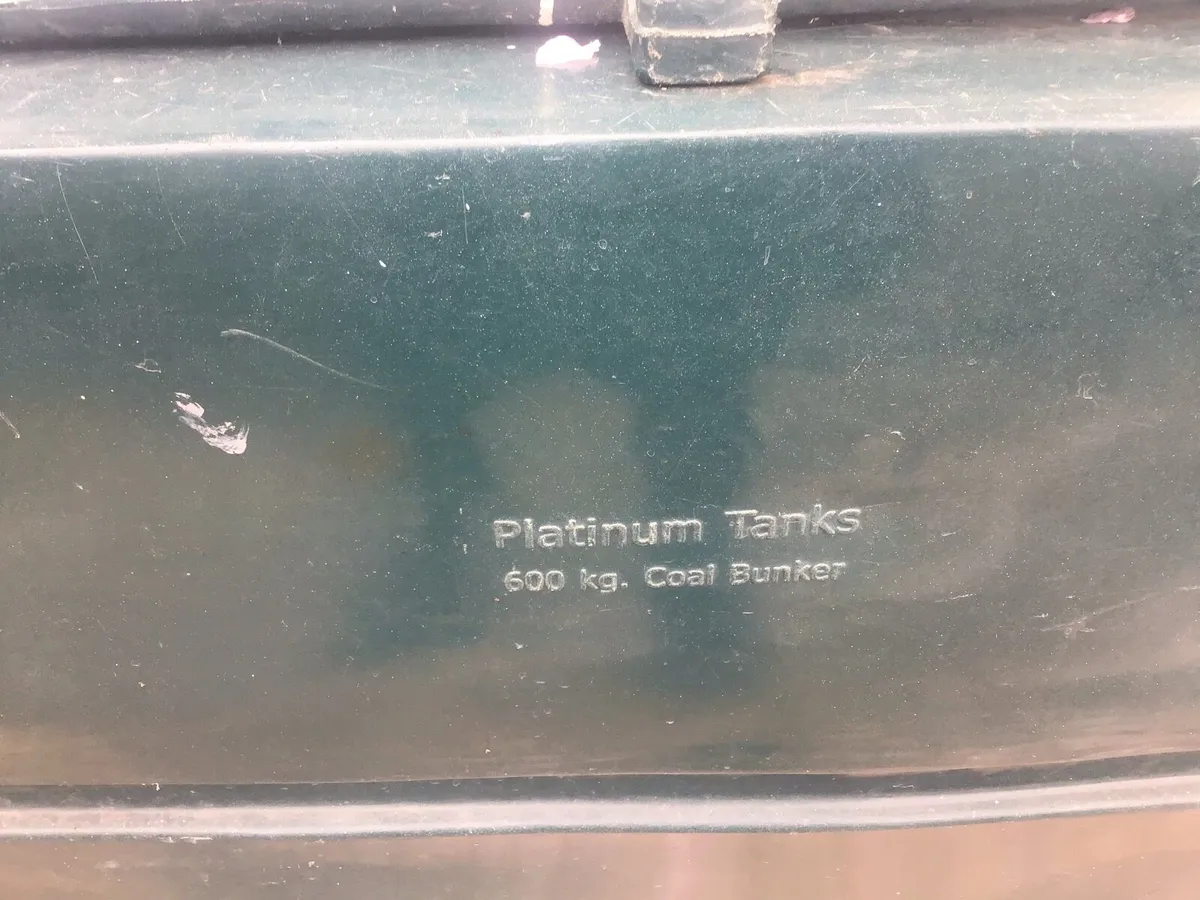 Platinum Tanks
600 kg. Coal Bunker